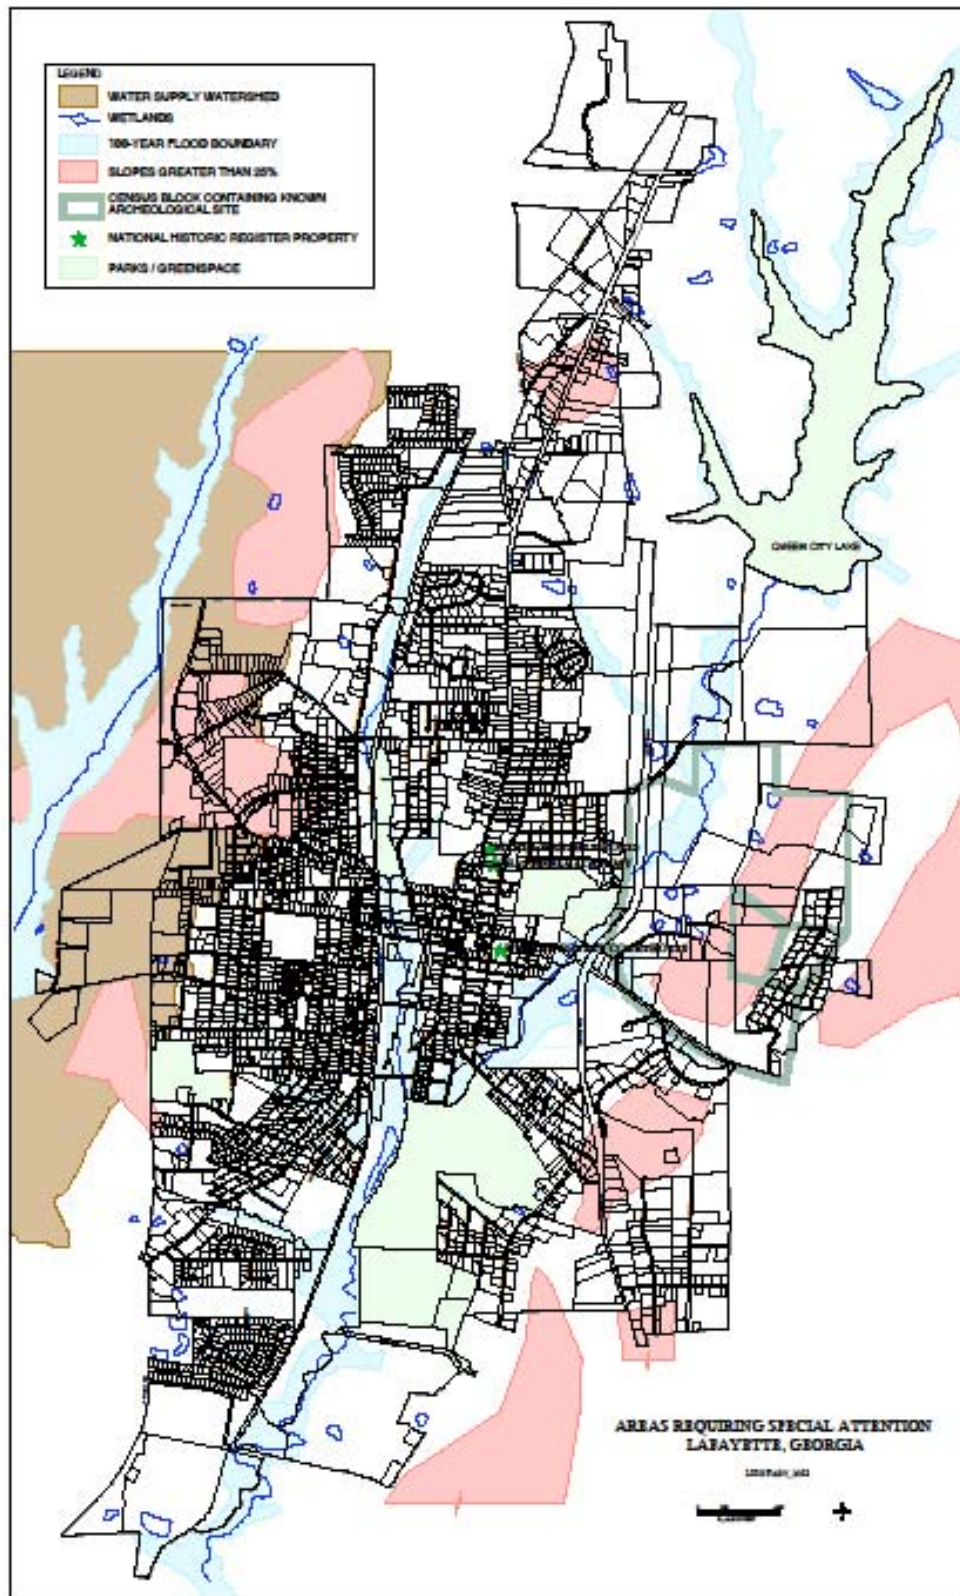 LEGEND
WATER SUPPLY WATERSHED
WETLANDS
100-YEAR FLOOD BOUNDARY
SLOPES GREATER THAN 25%
CENSUS BLOCK CONTAINING KNOWN
ARCHEOLOGICAL SITE
NATIONAL HISTORIC REGISTER PROPERTY
PARKS / GREENSPACE
QUEEN CITY LAKE
AREAS REQUIRING SPECIAL ATTENTION
LAFAYETTE, GEORGIA